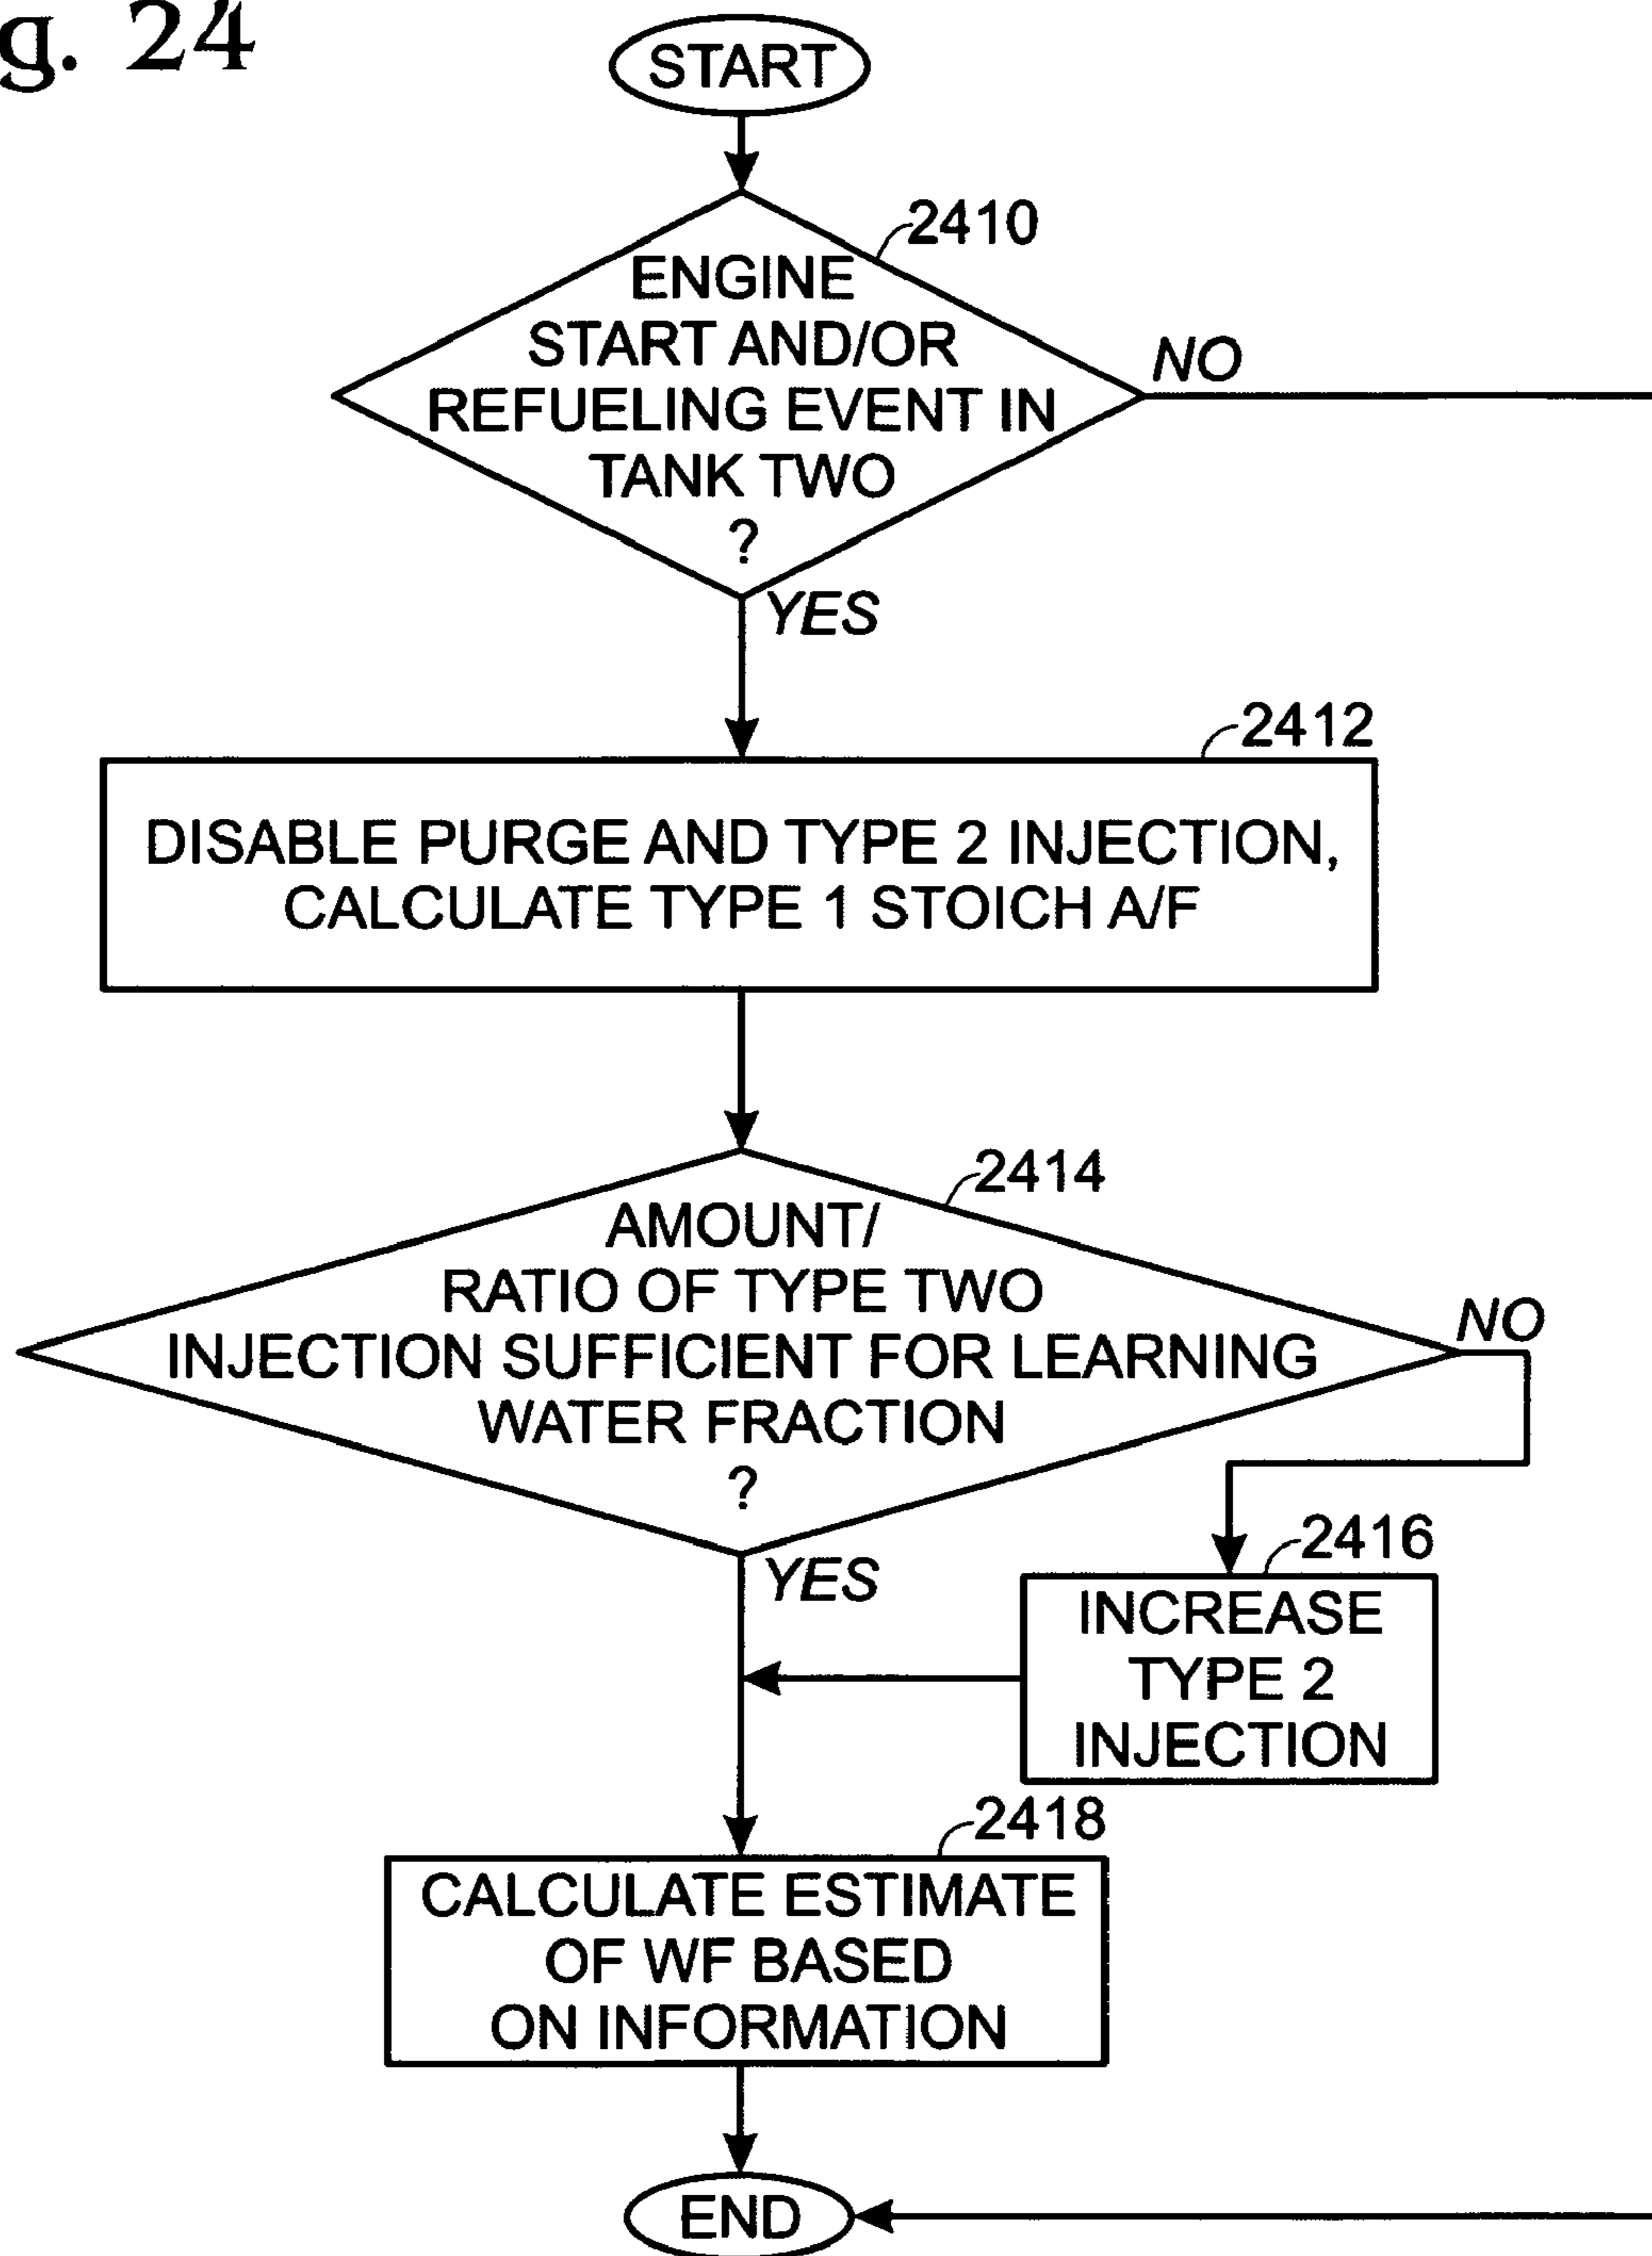 g. 24
START
2410
ENGINE
START AND/OR
REFUELING EVENT IN
TANK TWO
?
NO
YES
2412
DISABLE PURGE AND TYPE 2 INJECTION,
CALCULATE TYPE 1 STOICH A/F
2414
AMOUNT/
RATIO OF TYPE TWO
INJECTION SUFFICIENT FOR LEARNING
WATER FRACTION
?
NO
YES
2416
INCREASE
TYPE 2
INJECTION
2418
CALCULATE ESTIMATE
OF WF BASED
ON INFORMATION
END